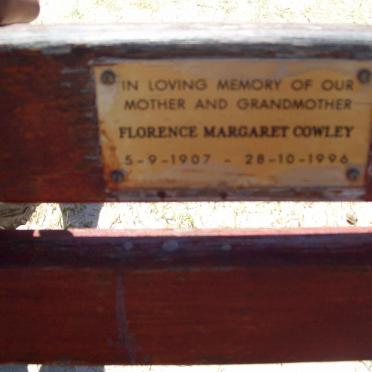 IN LOVING MEMORY OF OUR
MOTHER AND GRANDMOTHER
FLORENCE MARGARET COWLEY
5-9-1907 - 28-10-1996